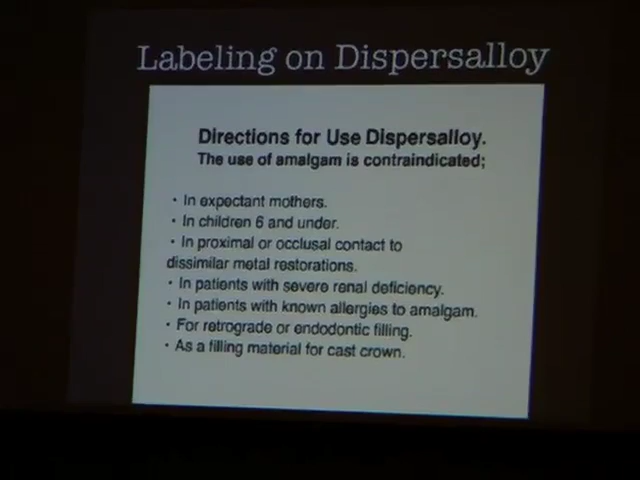 Labeling on Dispersalloy
Directions for Use Dispersalloy.
The use of amalgam is contraindicated;
• In expectant mothers.
• In children 6 and under.
• In proximal or occlusal contact to
dissimilar metal restorations.
• In patients with severe renal deficiency.
• In patients with known allergies to amalgam.
• For retrograde or endodontic filling.
• As a filling material for cast crown.